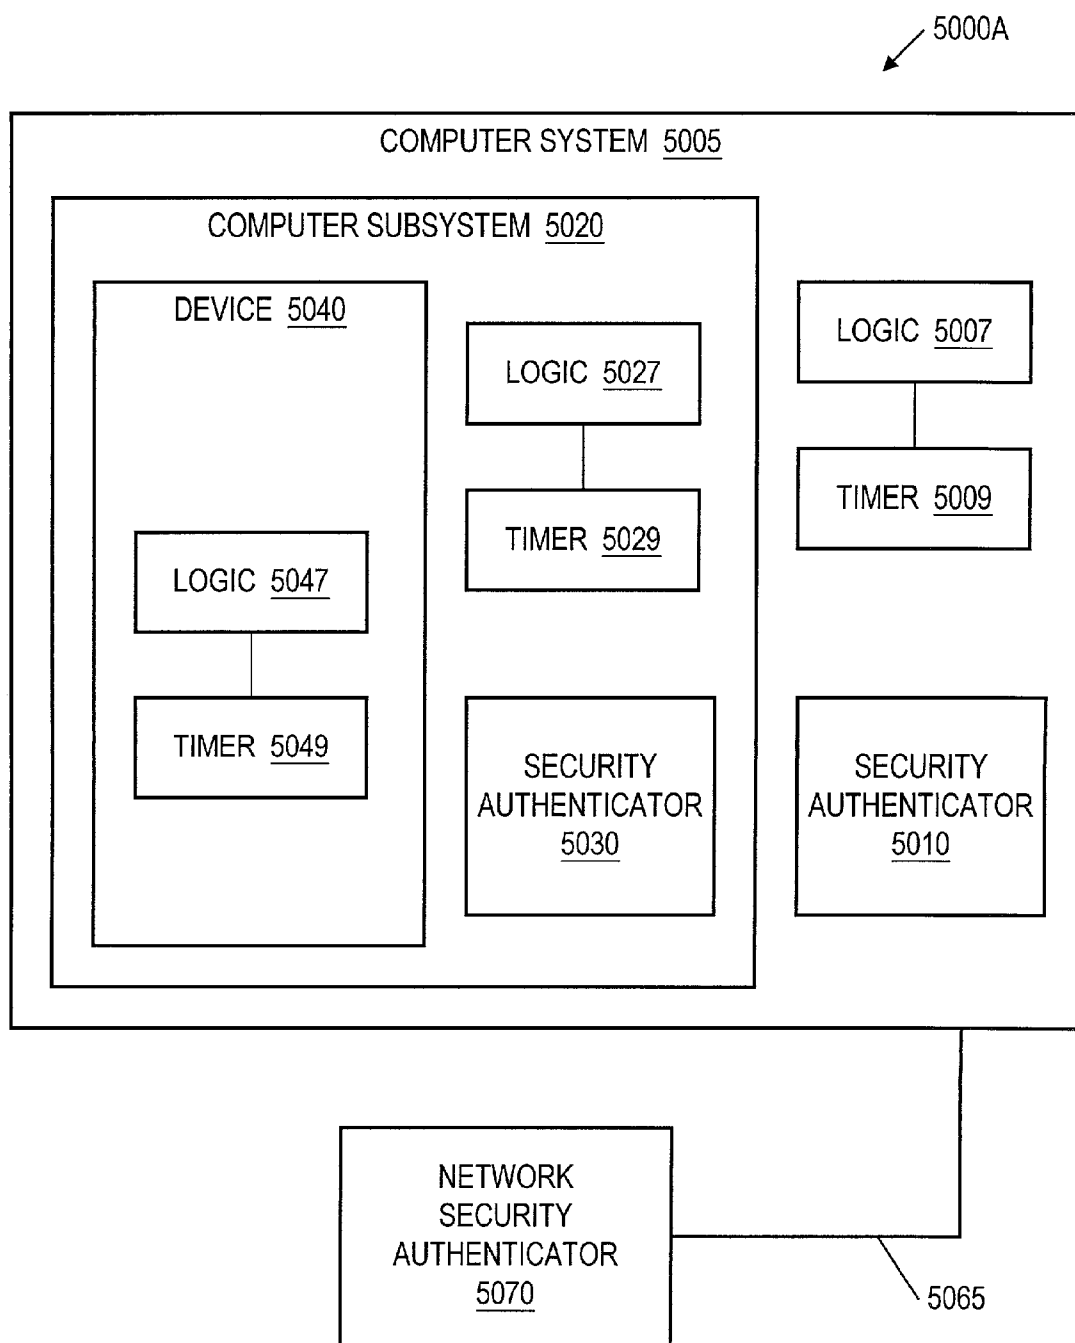 5000A
COMPUTER SYSTEM 5005
COMPUTER SUBSYSTEM 5020
DEVICE 5040
LOGIC 5047
TIMER 5049
LOGIC 5027
TIMER 5029
SECURITY
AUTHENTICATOR
5030
LOGIC 5007
TIMER 5009
SECURITY
AUTHENTICATOR
5010
NETWORK
SECURITY
AUTHENTICATOR
5070
5065